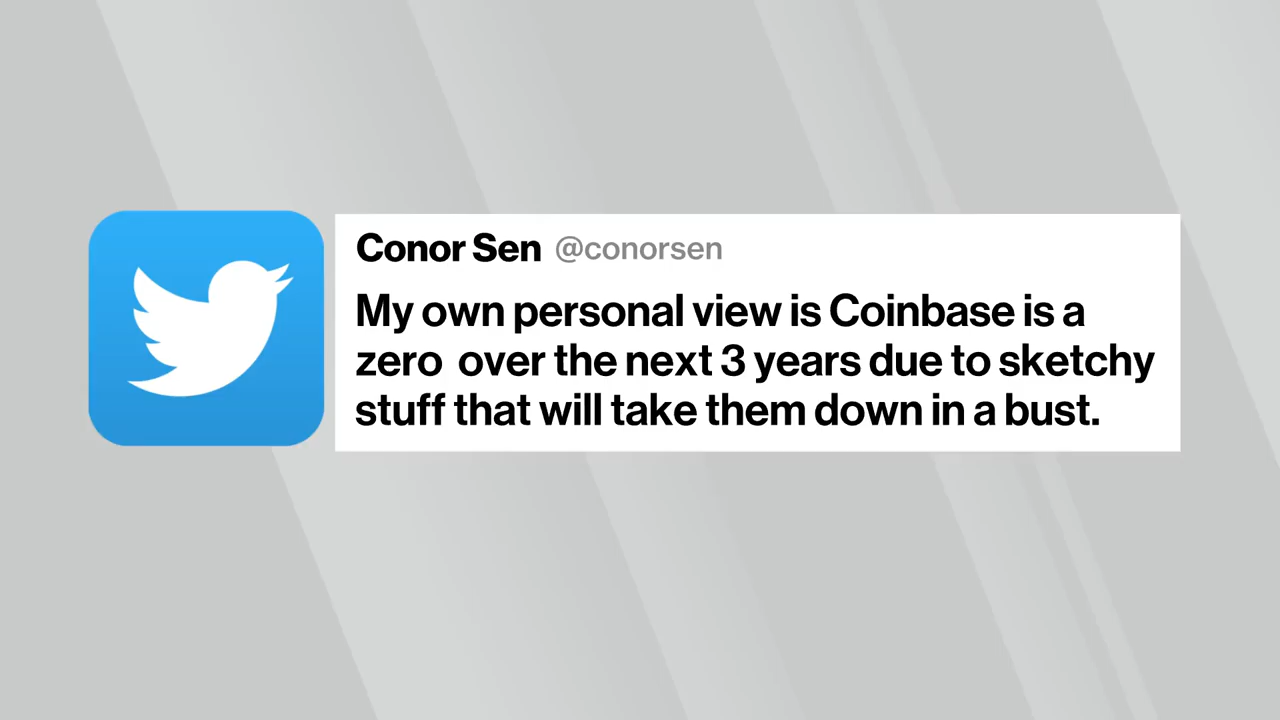 Conor Sen @conorsen
My own personal view is Coinbase is a
zero  over the next 3 years due to sketchy
stuff that will take them down in a bust.